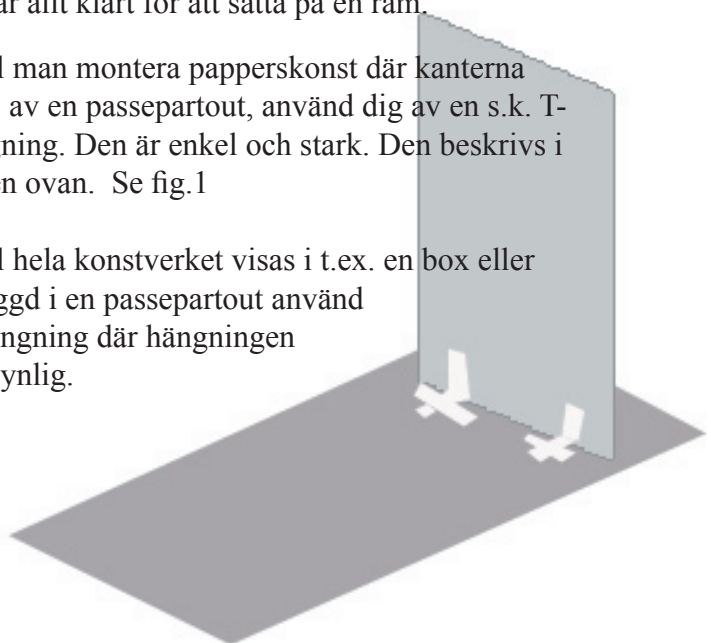 är allt klart för att sätta på en ram.
l man montera papperskonst där kanterna
av en passepartout, använd dig av en s.k. T-
gning. Den är enkel och stark. Den beskrivs i
en ovan. Se fig.1
l hela konstverket visas i t.ex. en box eller
ggd i en passepartout använd
ngning där hängningen
ynlig.